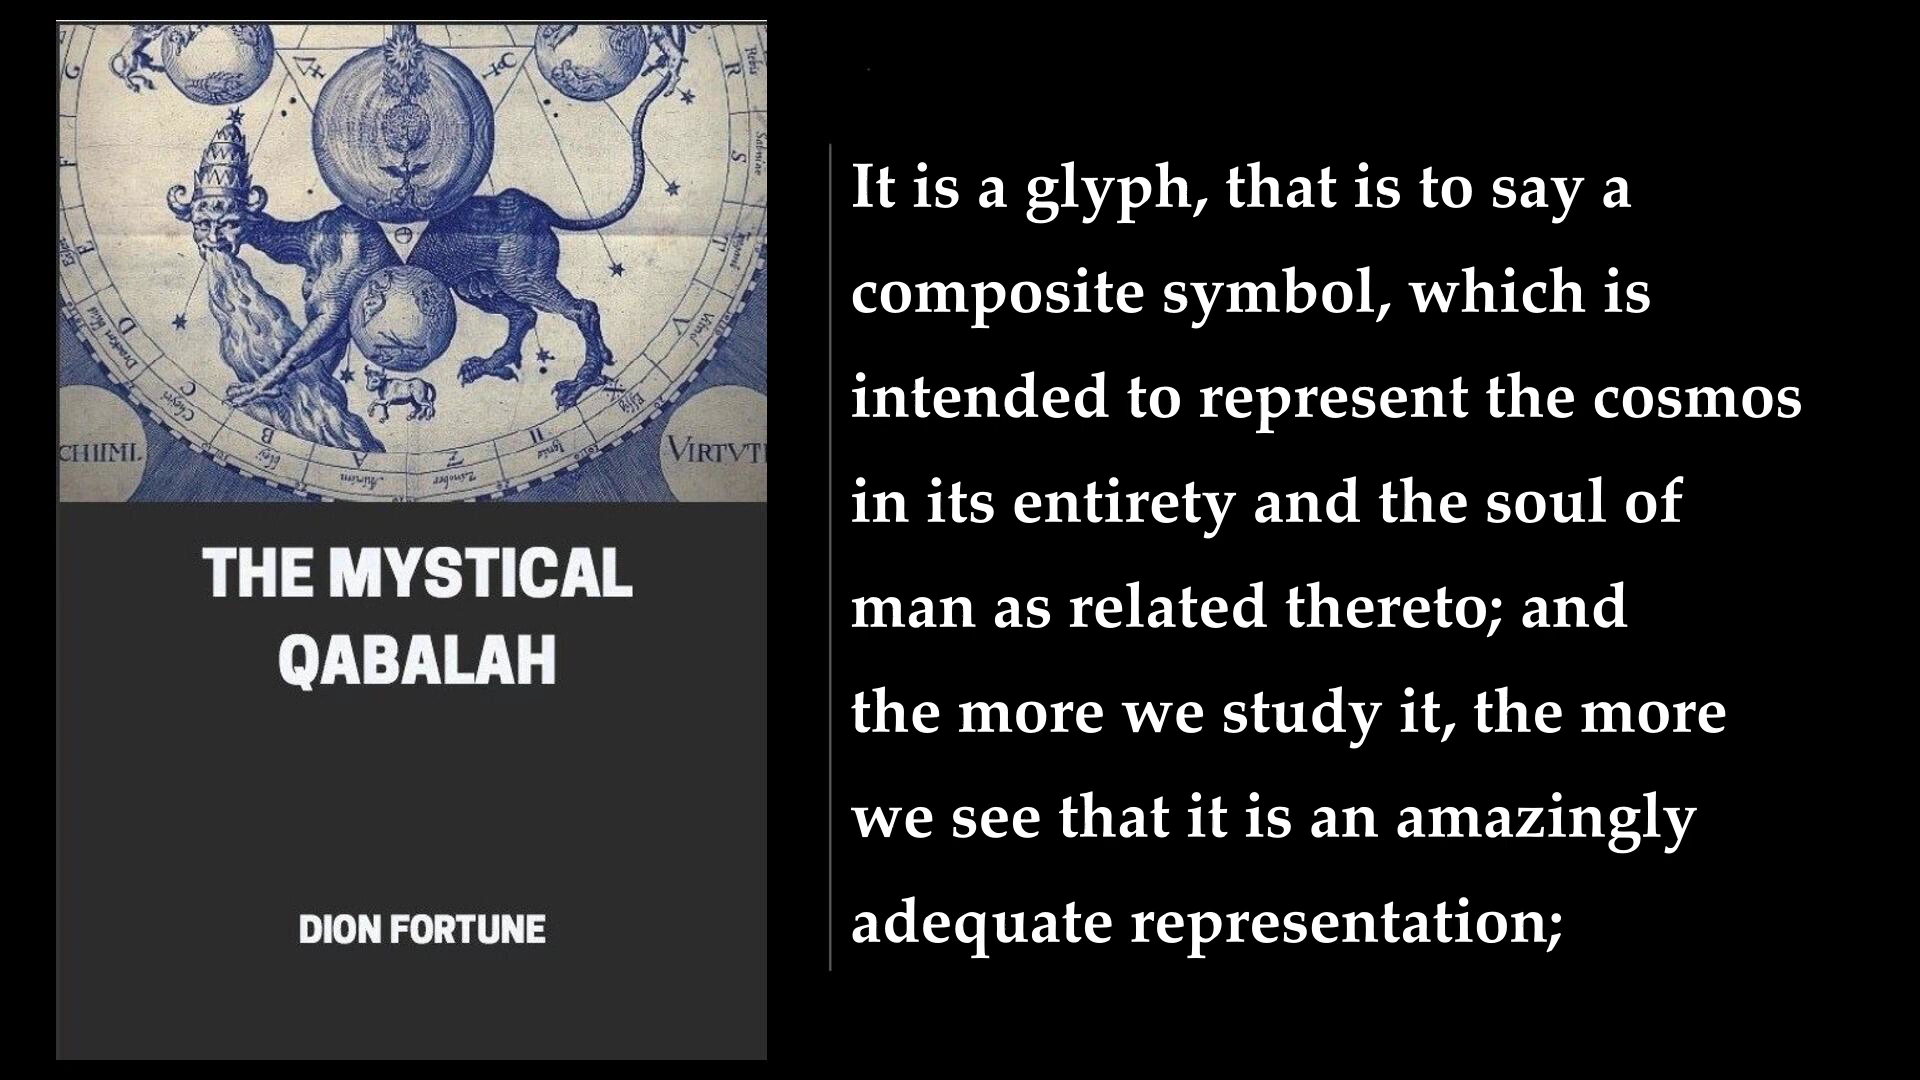 CHIIMI.
VIRTVT
THE MYSTICAL
QABALAH
DION FORTUNE
It is a glyph, that is to say a
composite symbol, which is
intended to represent the cosmos
in its entirety and the soul of
man as related thereto; and
the more we study it, the more
we see that it is an amazingly
adequate representation;